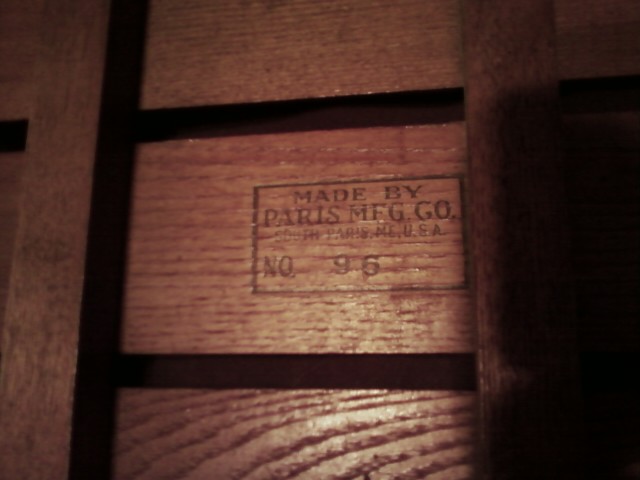 MADE BY
PARIS MFG. CO.
SOUTH PARIS, ME, U.S.A.
NO. 96